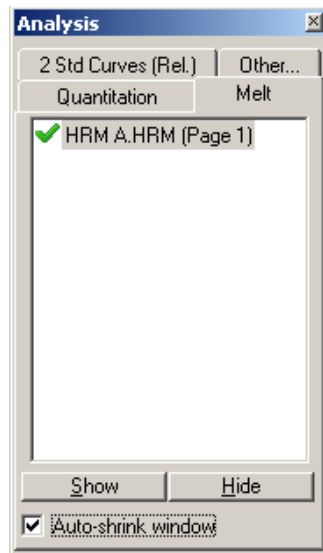 Analysis
2 Std Curves (Rel.) Other...
Quantitation Melt
HRM A.HRM (Page 1)
Show Hide
Auto-shrink window